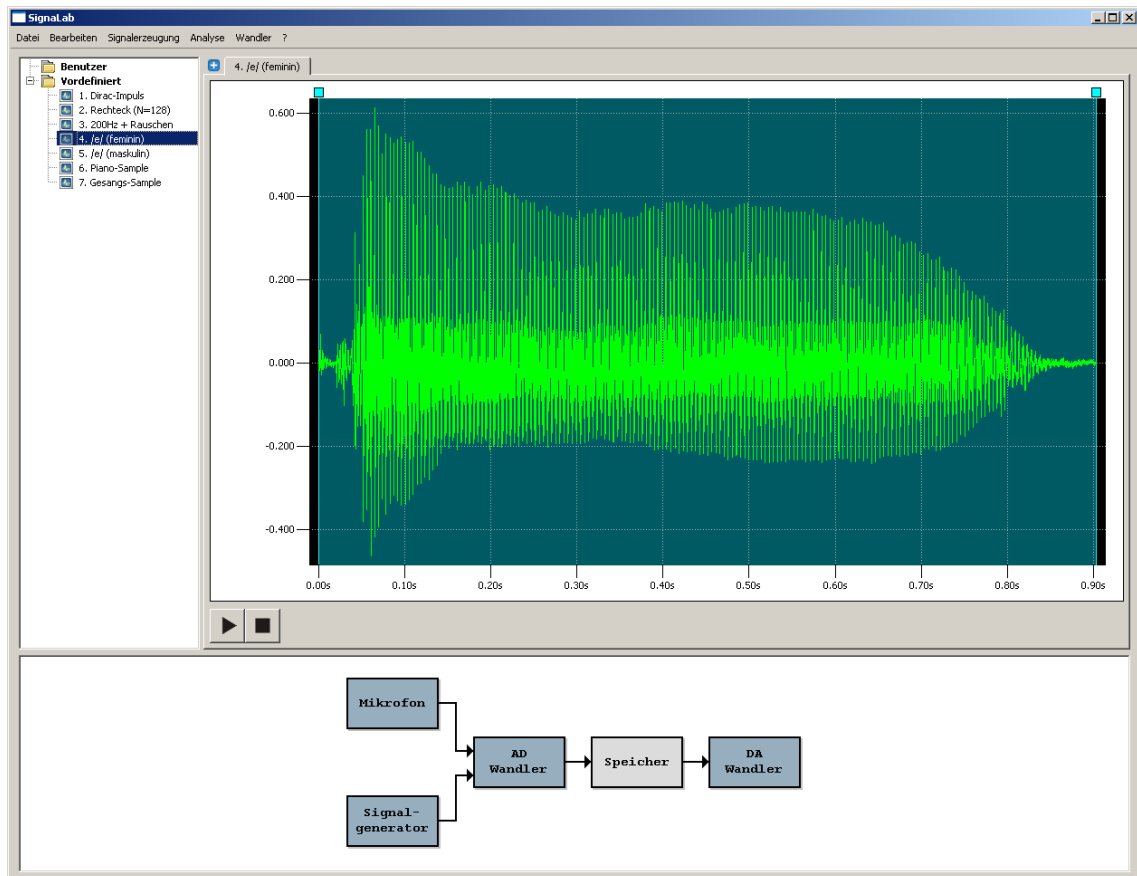 SignaLab
Datei Bearbeiten Signalerzeugung Analyse Wandler ?
Benutzer
Vordefiniert
1. Dirac-Impuls
2. Rechteck (N=128)
3. 200Hz + Rauschen
4. /e/ (feminin)
5. /e/ (maskulin)
6. Piano-Sample
7. Gesangs-Sample
4. /e/ (feminin)
0.600
0.400
0.200
0.000
-0.200
-0.400
0.00s 0.10s 0.20s 0.30s 0.40s 0.50s 0.60s 0.70s 0.80s 0.90s
Mikrofon
AD
Wandler
Speicher
DA
Wandler
Signal-
generator